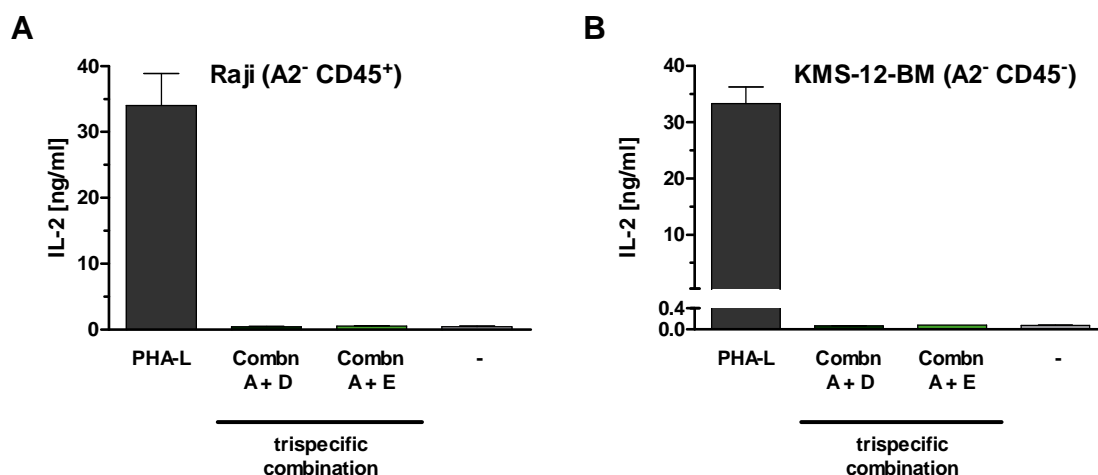 A
Raji (A2⁻ CD45⁺)
IL-2 [ng/ml]
40
30
20
10
0
PHA-L
Combn
A + D
Combn
A + E
-
trispecific
combination
B
KMS-12-BM (A2⁻ CD45⁻)
IL-2 [ng/ml]
40
30
20
10
0.4
0.0
PHA-L
Combn
A + D
Combn
A + E
-
trispecific
combination